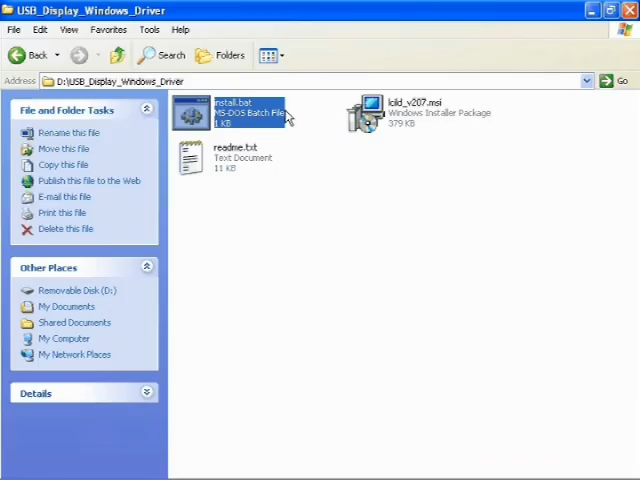 USB_Display_Windows_Driver
File Edit View Favorites Tools Help
Back Search Folders
Address D:\USB_Display_Windows_Driver Go
File and Folder Tasks
Rename this file
Move this file
Copy this file
Publish this file to the Web
E-mail this file
Print this file
Delete this file
Other Places
Removable Disk (D:)
My Documents
Shared Documents
My Computer
My Network Places
Details
install.bat
MS-DOS Batch File
1 KB
Windows Installer Package
379 KB
readme.txt
Text Document
11 KB